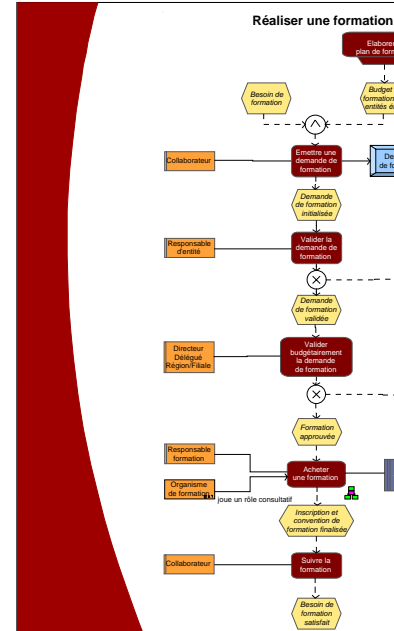 Réaliser une formation
plan de
Besoin de
formation
Budget
Emettre une
demande de
formation
Collaborateur
Demande
de formation
initialisée
Responsable
d'entité
Valider la
demande de
formation
Demande
de formation
validée
Directeur
Délégué
Région/Filiale
Valider
budgétairement
la demande
de formation
Formation
approuvée
Responsable
formation
Organisme
de formation
joue un rôle consultatif
Acheter
une formation
Inscription et
convention de
formation finalisée
Collaborateur
Suivre la
formation
Besoin de
formation
satisfait